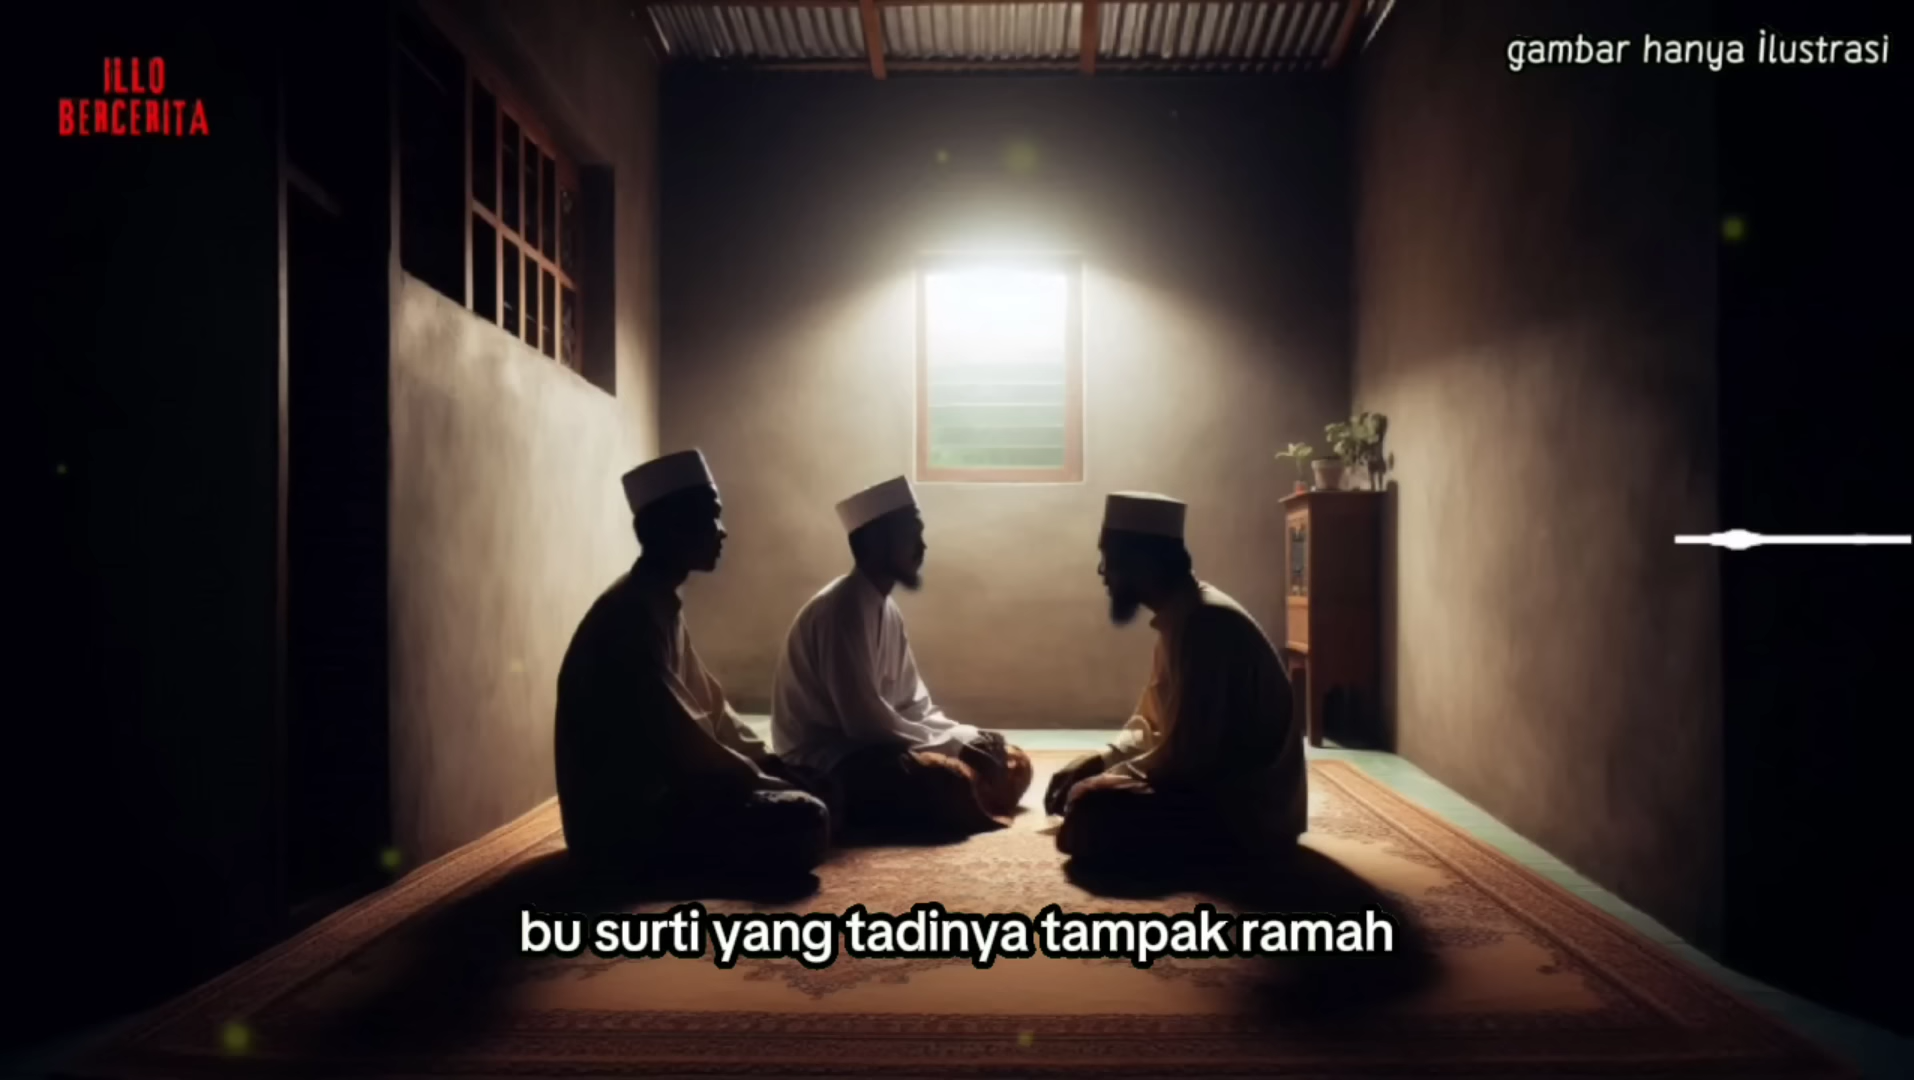 ILLO
BERCERITA
gambar hanya ilustrasi
bu surti yang tadinya tampak ramah